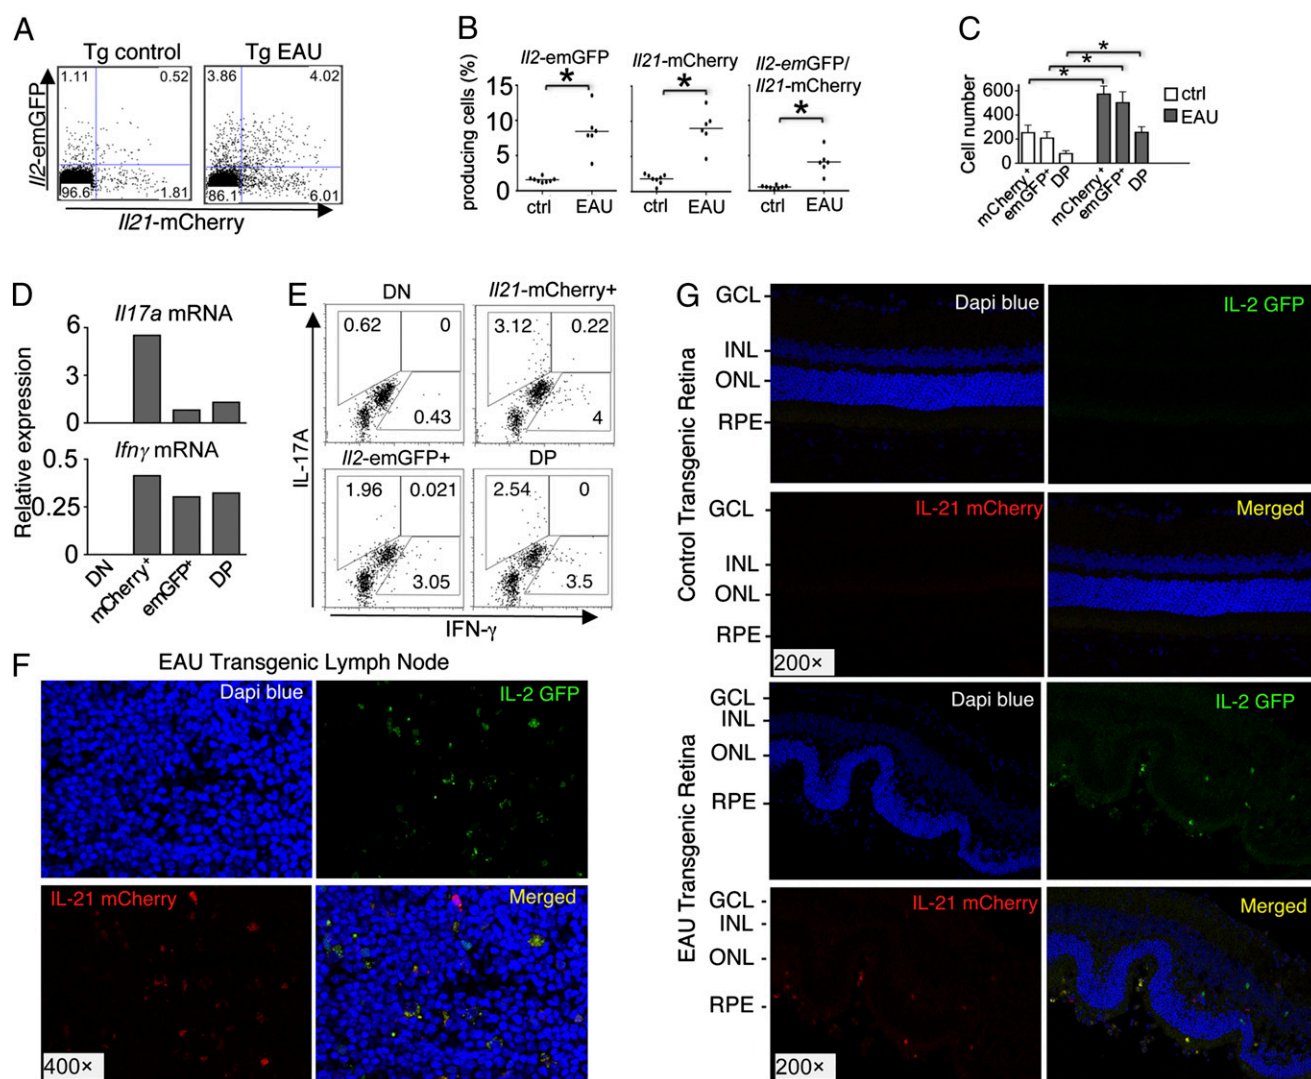 A
Tg control
Tg EAU
1.11
0.52
3.86
4.02
96.6
1.81
86.1
6.01
Il2-emGFP
Il21-mCherry
B
Il2-emGFP
Il21-mCherry
Il2-emGFP/
Il21-mCherry
producing cells (%)
15
10
5
0
*
*
*
ctrl
EAU
ctrl
EAU
ctrl
EAU
C
*
*
*
Cell number
600
400
200
0
ctrl
EAU
mCherry+
emGFP+
DP
mCherry+
emGFP+
DP
D
Il17a mRNA
6
3
0
Ifnγ mRNA
0.5
0.25
0
Relative expression
DN
mCherry+
emGFP+
DP
E
DN
Il21-mCherry+
0.62
0
0.43
3.12
0.22
4
Il2-emGFP+
DP
1.96
0.021
3.05
2.54
0
3.5
IL-17A
IFN-γ
F
EAU Transgenic Lymph Node
Dapi blue
IL-2 GFP
IL-21 mCherry
Merged
400×
G
Control Transgenic Retina
GCL
INL
ONL
RPE
Dapi blue
IL-2 GFP
GCL
INL
ONL
RPE
IL-21 mCherry
Merged
200×
EAU Transgenic Retina
GCL
INL
ONL
RPE
Dapi blue
IL-2 GFP
GCL
INL
ONL
RPE
IL-21 mCherry
Merged
200×